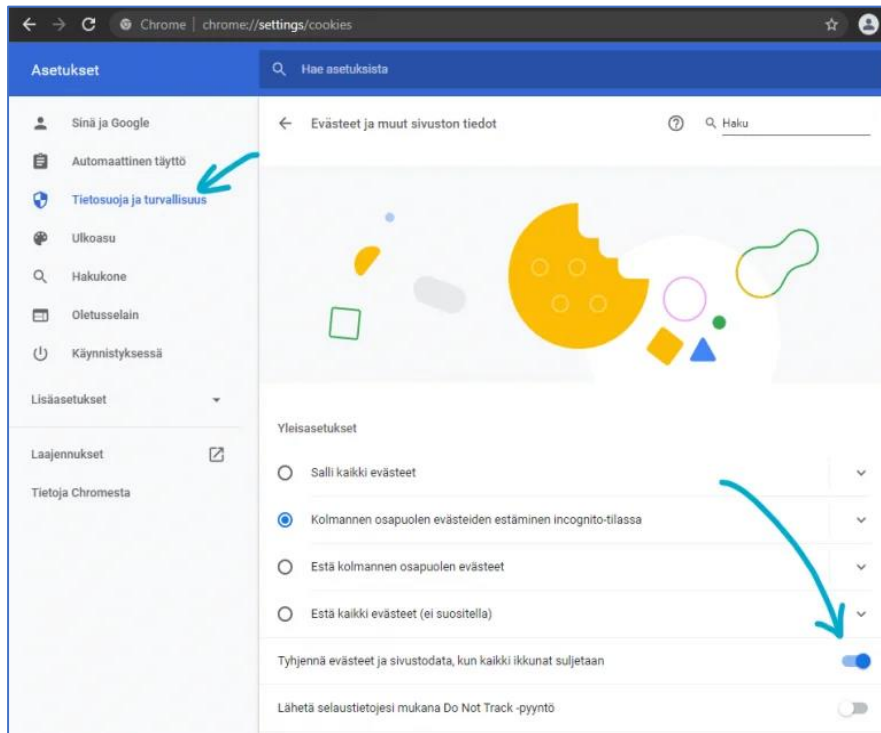 Chrome | chrome://settings/cookies
Asetukset
Hae asetuksista
Sinä ja Google
Automaattinen täyttö
Tietosuoja ja turvallisuus
Ulkoasu
Hakukone
Oletusselain
Käynnistyksessä
Lisäasetukset
Laajennukset
Tietoja Chromesta
Evästeet ja muut sivuston tiedot
Haku
Yleisasetukset
Salli kaikki evästeet
Kolmannen osapuolen evästeiden estäminen incognito-tilassa
Estä kolmannen osapuolen evästeet
Estä kaikki evästeet (ei suositella)
Tyhjennä evästeet ja sivustodata, kun kaikki ikkunat suljetaan
Lähetä selaustietojesi mukana Do Not Track -pyyntö